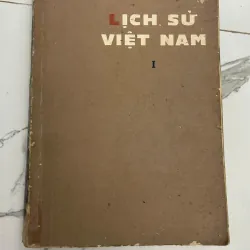 LỊCH SỬ
VIỆT NAM
I